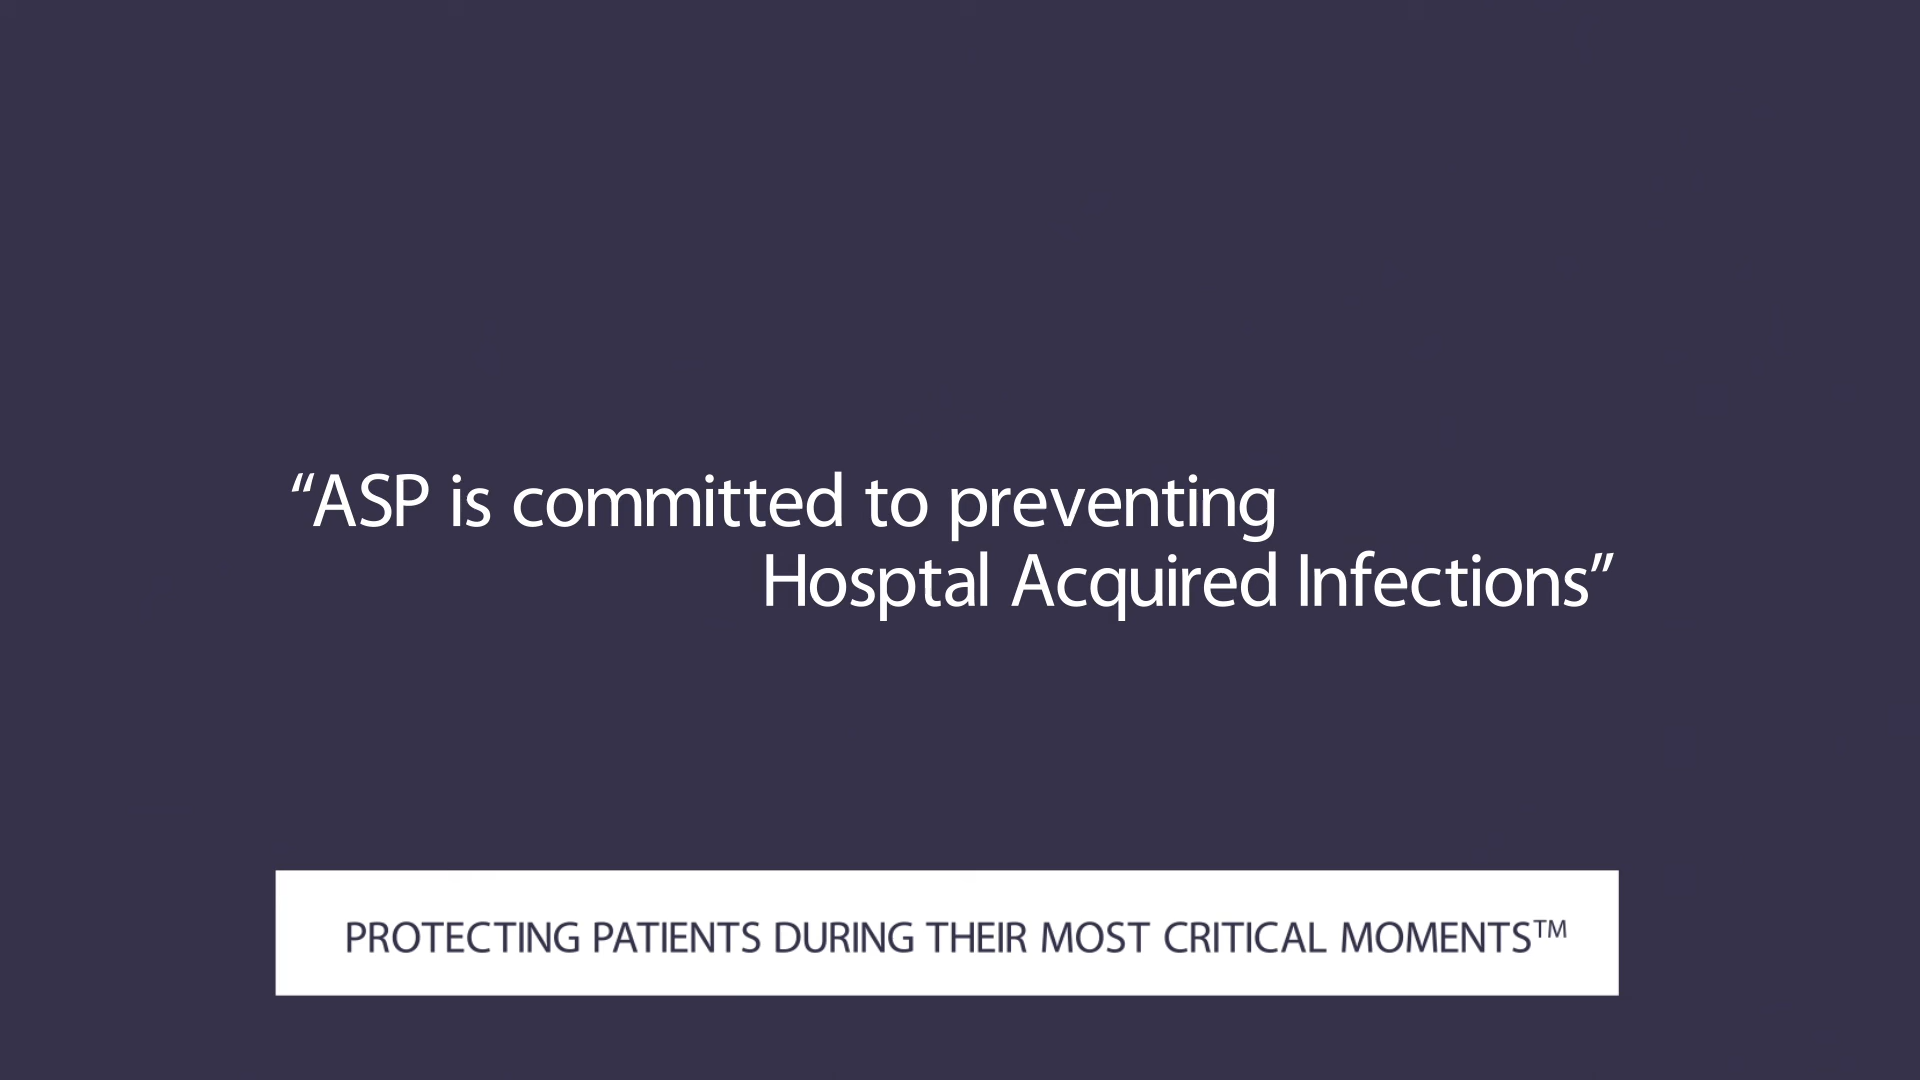 “ASP is committed to preventing
Hosptal Acquired Infections”
PROTECTING PATIENTS DURING THEIR MOST CRITICAL MOMENTS™